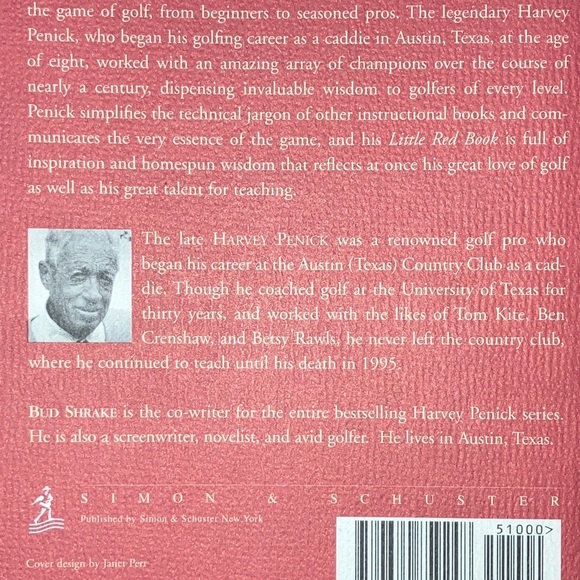 the game of golf, from beginners to seasoned pros. The legendary Harvey
Penick, who began his golfing career as a caddie in Austin, Texas, at the age
of eight, worked with an amazing array of champions over the course of
nearly a century, dispensing invaluable wisdom to golfers of every level.
Penick simplifies the technical jargon of other instructional books and com-
municates the very essence of the game, and his Little Red Book is full of
inspiration and homespun wisdom that reflects at once his great love of golf
as well as his great talent for teaching.
The late HARVEY PENICK was a renowned golf pro who
began his career at the Austin (Texas) Country Club as a cad-
die. Though he coached golf at the University of Texas for
thirty years, and worked with the likes of Tom Kite, Ben
Crenshaw, and Betsy Rawls, he never left the country club,
where he continued to teach until his death in 1995.
BUD SHRAKE is the co-writer for the entire bestselling Harvey Penick series.
He is also a screenwriter, novelist, and avid golfer. He lives in Austin, Texas.
SIMON & SCHUSTER
Published by Simon & Schuster New York
51000>
Cover design by Janet Perr